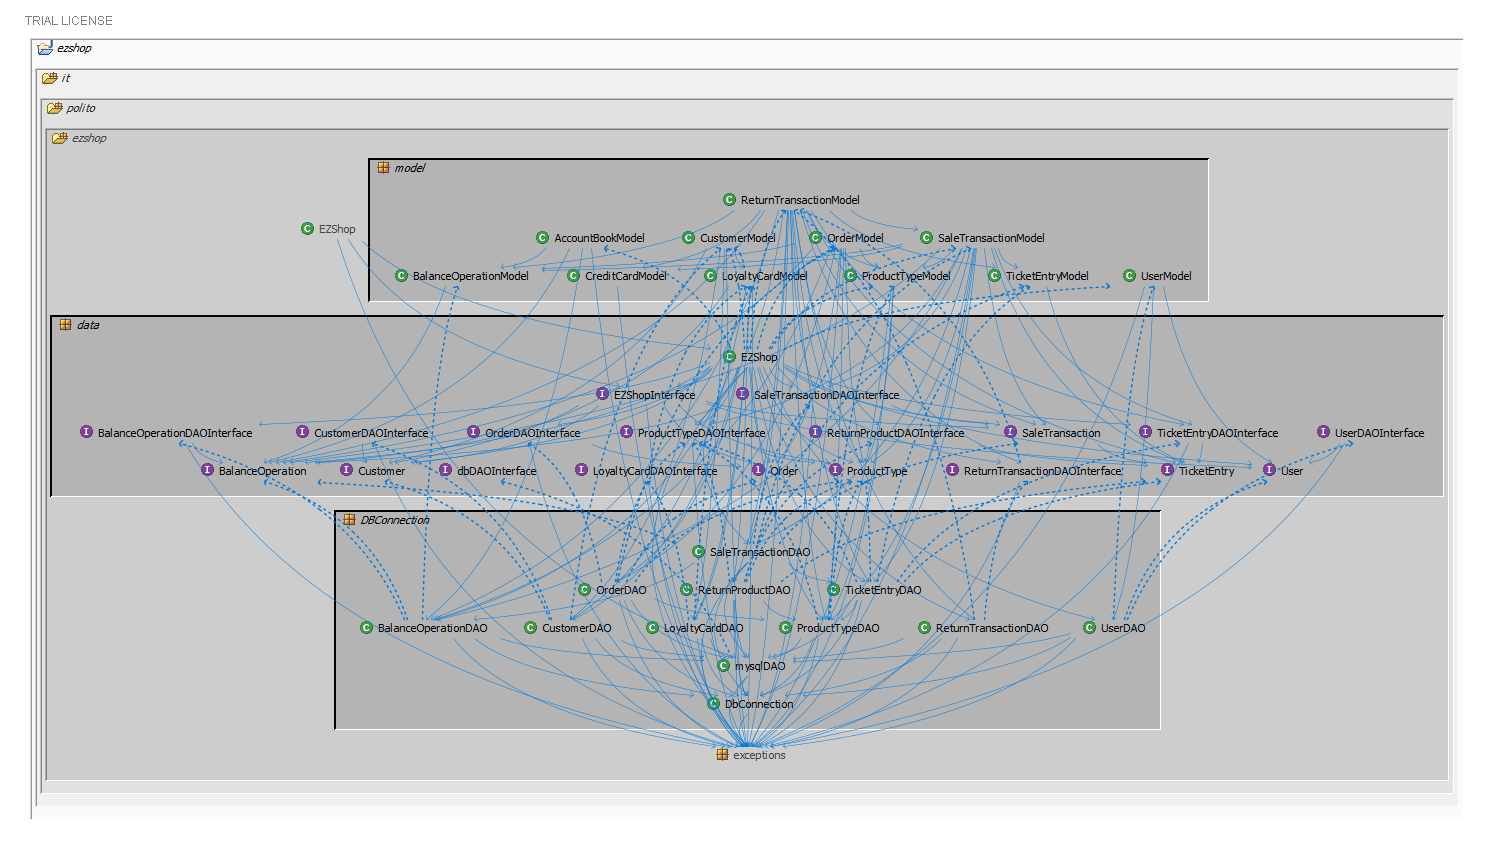 TRIAL LICENSE
ezshop
it
polito
ezshop
model
ReturnTransactionModel
EZShop
AccountBookModel
CustomerModel
OrderModel
SaleTransactionModel
BalanceOperationModel
CreditCardModel
LoyaltyCardModel
ProductTypeModel
TicketEntryModel
UserModel
data
EZShop
EZShopInterface
SaleTransactionDAOInterface
BalanceOperationDAOInterface
CustomerDAOInterface
OrderDAOInterface
ProductTypeDAOInterface
ReturnProductDAOInterface
SaleTransaction
TicketEntryDAOInterface
UserDAOInterface
BalanceOperation
Customer
dbDAOInterface
LoyaltyCardDAOInterface
Order
ProductType
ReturnTransactionDAOInterface
TicketEntry
User
DBConnection
SaleTransactionDAO
OrderDAO
ReturnProductDAO
TicketEntryDAO
BalanceOperationDAO
CustomerDAO
LoyaltyCardDAO
ProductTypeDAO
ReturnTransactionDAO
UserDAO
mysqlDAO
DbConnection
exceptions